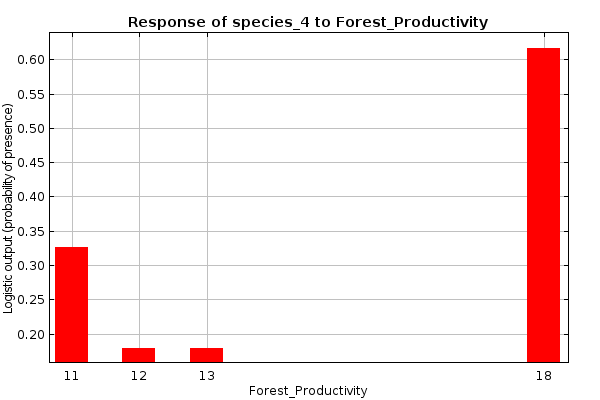 Response of species_4 to Forest_Productivity
Logistic output (probability of presence)
0.60
0.55
0.50
0.45
0.40
0.35
0.30
0.25
0.20
11 12 13 18
Forest_Productivity